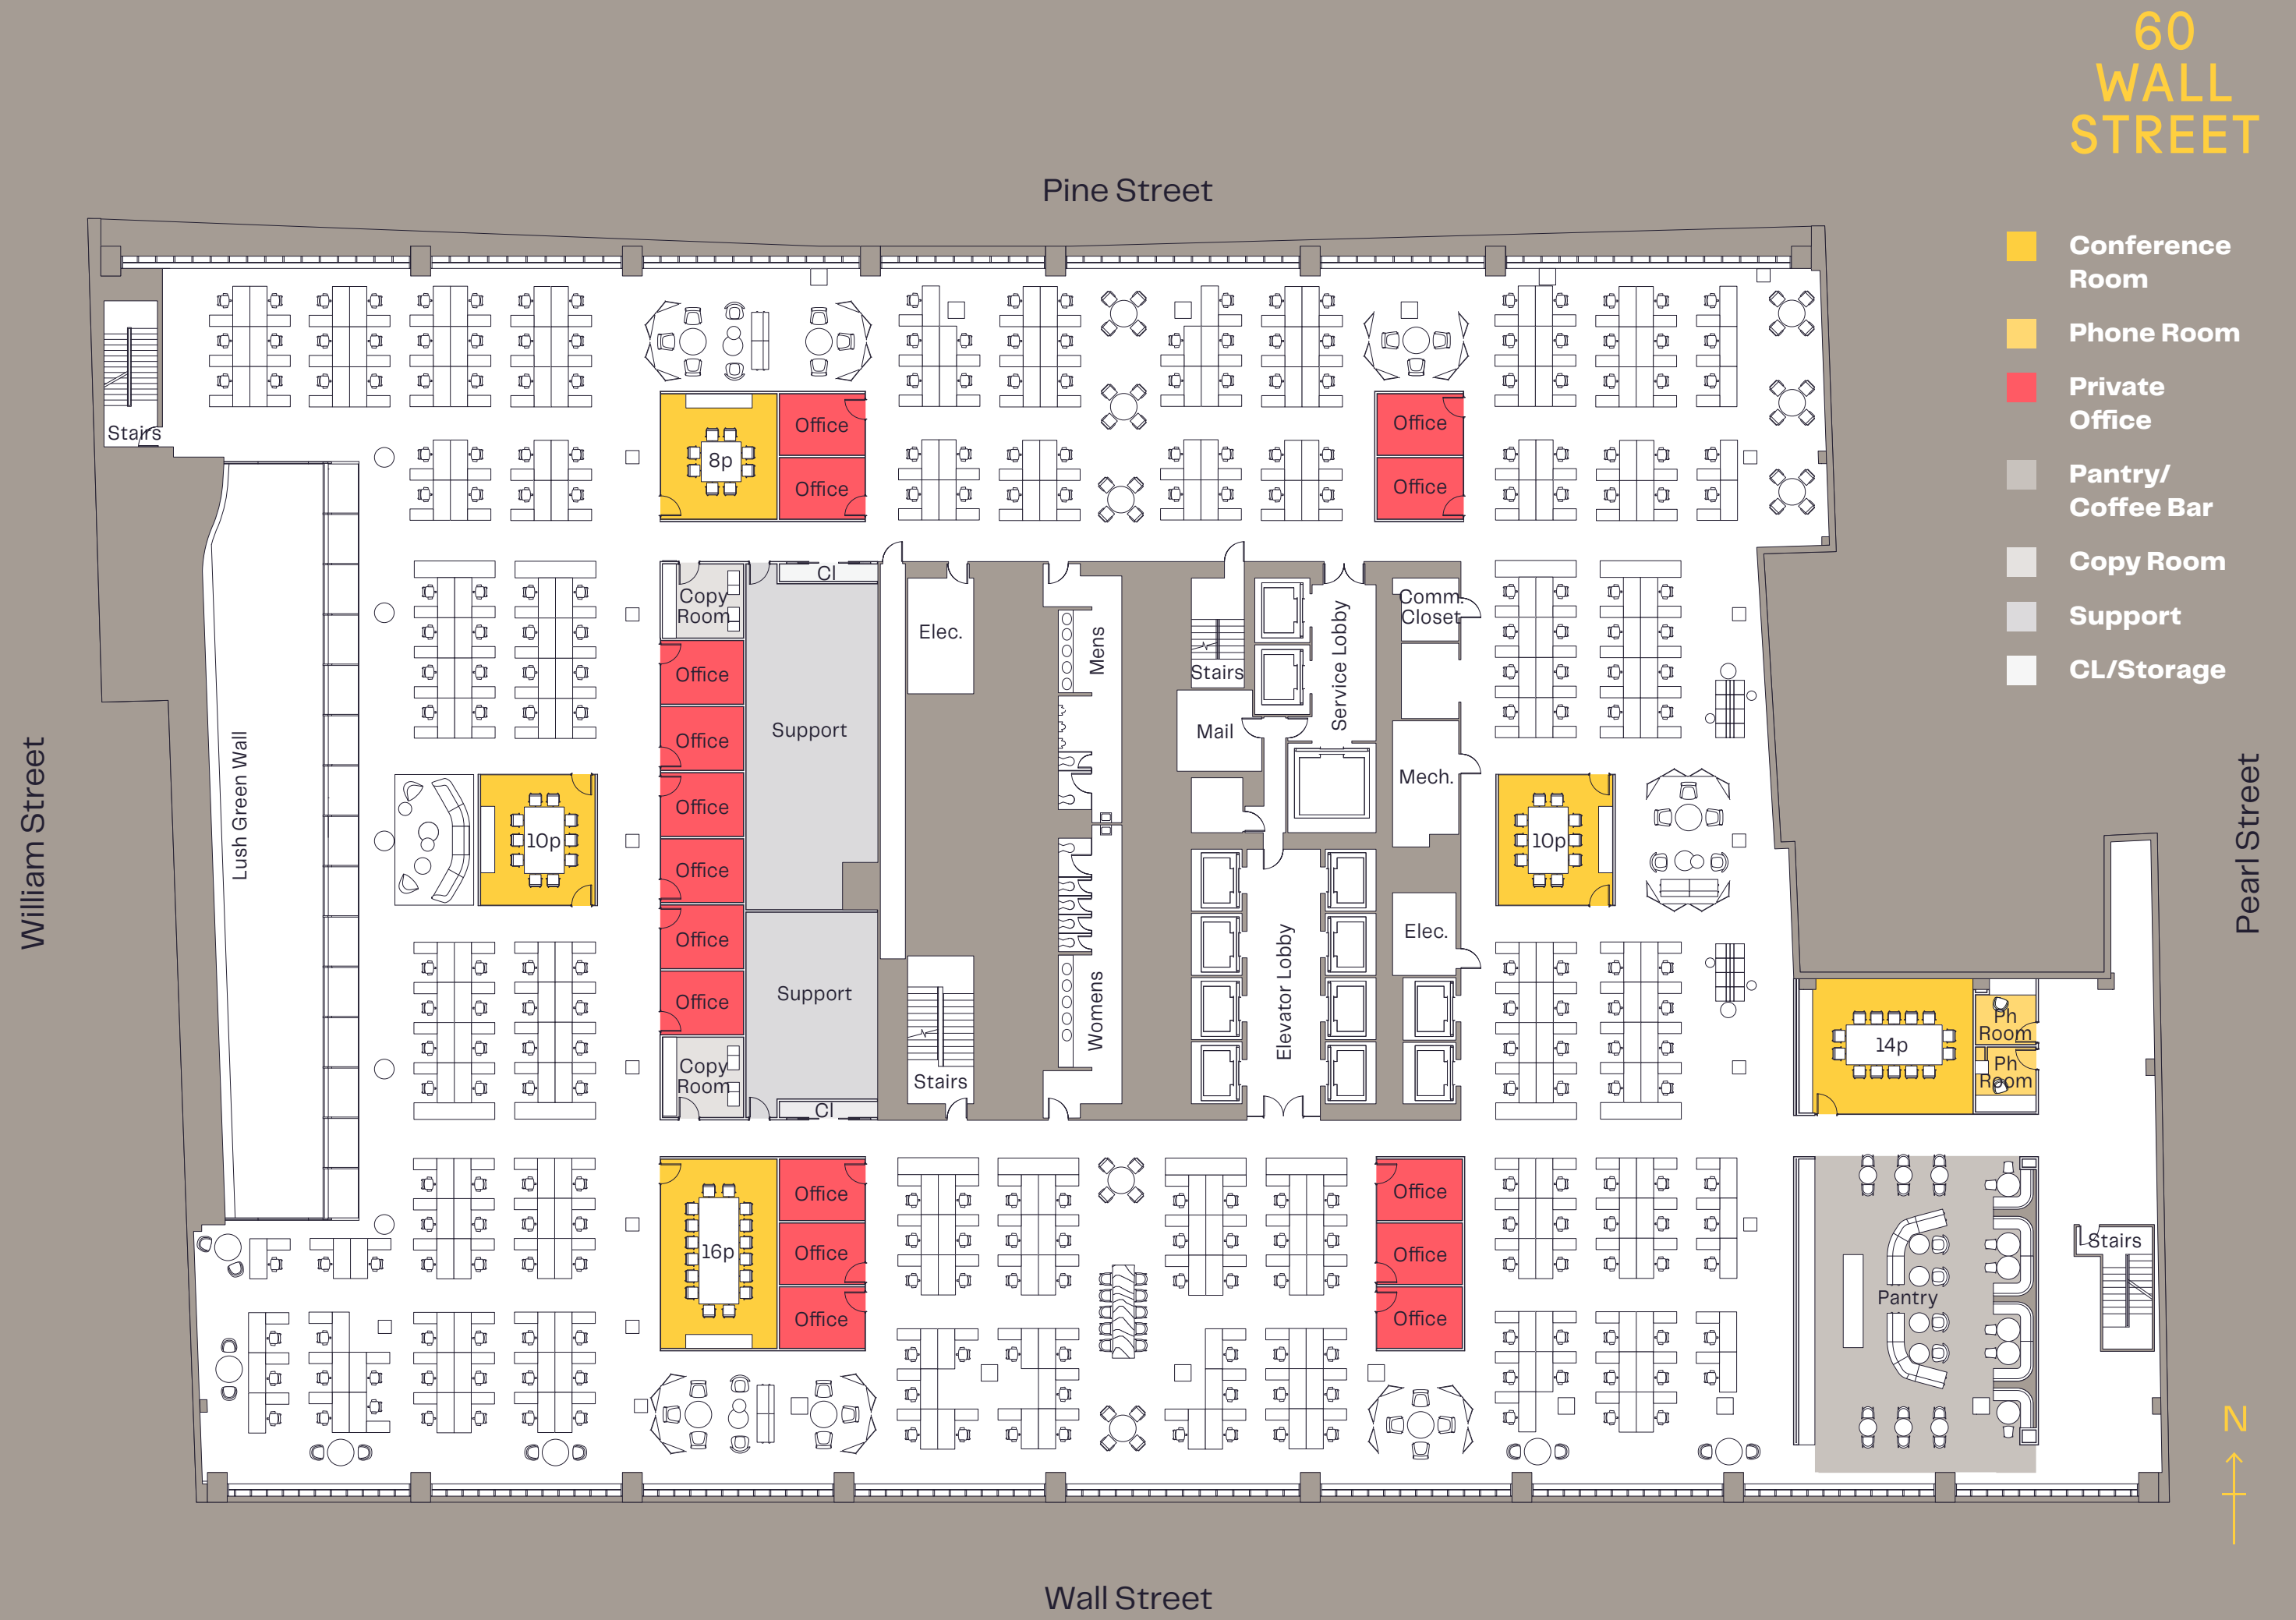 60
WALL
STREET
Pine Street
Conference
Room
Phone Room
Private
Office
Pantry/
Coffee Bar
Copy Room
Support
CL/Storage
Stairs
8p
Office
Office
Office
Office
Cl
Copy
Room
Elec.
Mens
Stairs
Service Lobby
Comm.
Closet
Office
Office
Office
Office
Office
Office
Support
Mail
Mech.
Lush Green Wall
William Street
Pearl Street
10p
10p
Elec.
Support
Womens
Elevator Lobby
Stairs
Copy
Room
Cl
14p
Ph
Room
Ph
Room
16p
Office
Office
Office
Office
Office
Office
Pantry
Stairs
N
Wall Street